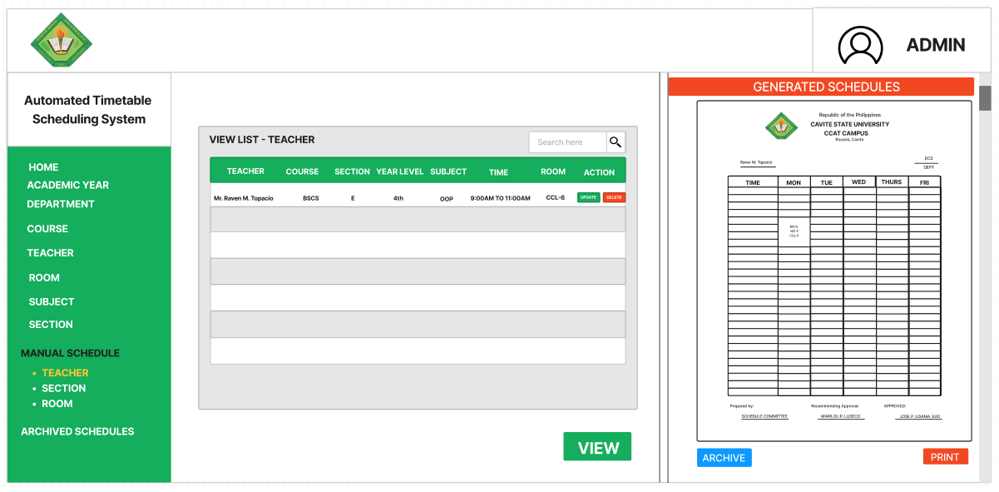 ADMIN
Automated Timetable
Scheduling System
HOME
ACADEMIC YEAR
DEPARTMENT
COURSE
TEACHER
ROOM
SUBJECT
SECTION
MANUAL SCHEDULE
• TEACHER
• SECTION
• ROOM
ARCHIVED SCHEDULES
VIEW LIST - TEACHER
Search here
TEACHER COURSE SECTION YEAR LEVEL SUBJECT TIME ROOM ACTION
Mr. Raven M. Topacio BSCS E 4th OOP 9:00AM TO 11:00AM CCL-6 UPDATE DELETE
VIEW
GENERATED SCHEDULES
Republic of the Philippines
CAVITE STATE UNIVERSITY
CCAT CAMPUS
Rosario, Cavite
Raven M. Topacio
DCS
DEPT
TIME MON TUE WED THURS FRI
BSCS
CCL-6
Prepared by: Recommending Approval: APPROVED:
SCHEDULE COMMITTEE MARILOU P. LUSECO JOSE P. LISAMA, EdD
ARCHIVE PRINT